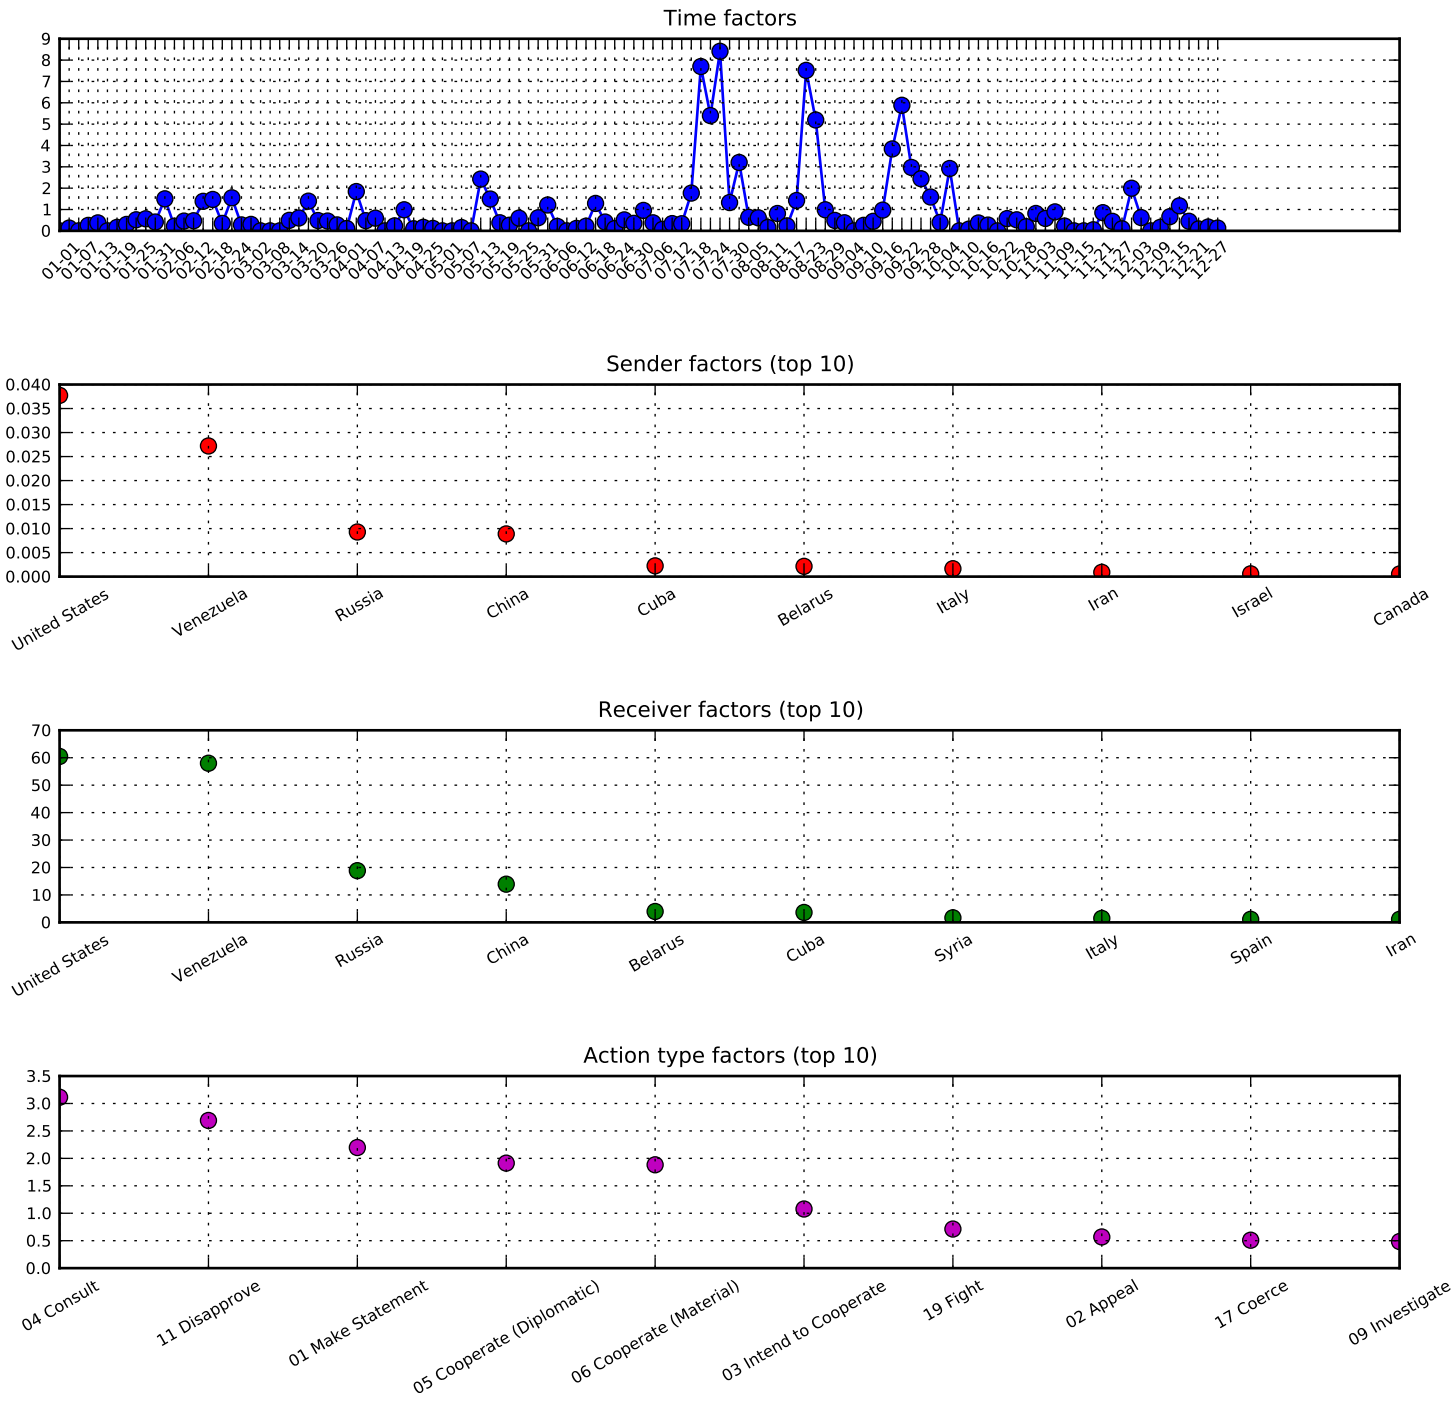 Time factors
9
8
7
6
5
4
3
2
1
0
01-01 01-07 01-13 01-19 01-25 01-31 02-06 02-12 02-18 02-24 03-02 03-08 03-14 03-20 03-26 04-01 04-07 04-13 04-19 04-25 05-01 05-07 05-13 05-19 05-25 05-31 06-06 06-12 06-18 06-24 06-30 07-06 07-12 07-18 07-24 07-30 08-05 08-11 08-17 08-23 08-29 09-04 09-10 09-16 09-22 09-28 10-04 10-10 10-16 10-22 10-28 11-03 11-09 11-15 11-21 11-27 12-03 12-09 12-15 12-21 12-27
Sender factors (top 10)
0.040
0.035
0.030
0.025
0.020
0.015
0.010
0.005
0.000
United States Venezuela Russia China Cuba Belarus Italy Iran Israel Canada
Receiver factors (top 10)
70
60
50
40
30
20
10
0
United States Venezuela Russia China Belarus Cuba Syria Italy Spain Iran
Action type factors (top 10)
3.5
3.0
2.5
2.0
1.5
1.0
0.5
0.0
04 Consult
11 Disapprove
01 Make Statement
05 Cooperate (Diplomatic)
06 Cooperate (Material)
03 Intend to Cooperate
19 Fight
02 Appeal
17 Coerce
09 Investigate